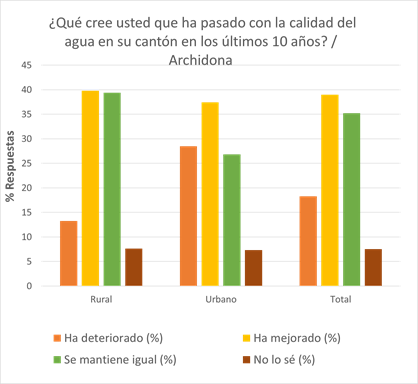 ¿Qué cree usted que ha pasado con la calidad del
agua en su cantón en los últimos 10 años? /
Archidona
% Respuestas
45
40
35
30
25
20
15
10
5
0
Rural
Urbano
Total
Ha deteriorado (%)
Ha mejorado (%)
Se mantiene igual (%)
No lo sé (%)